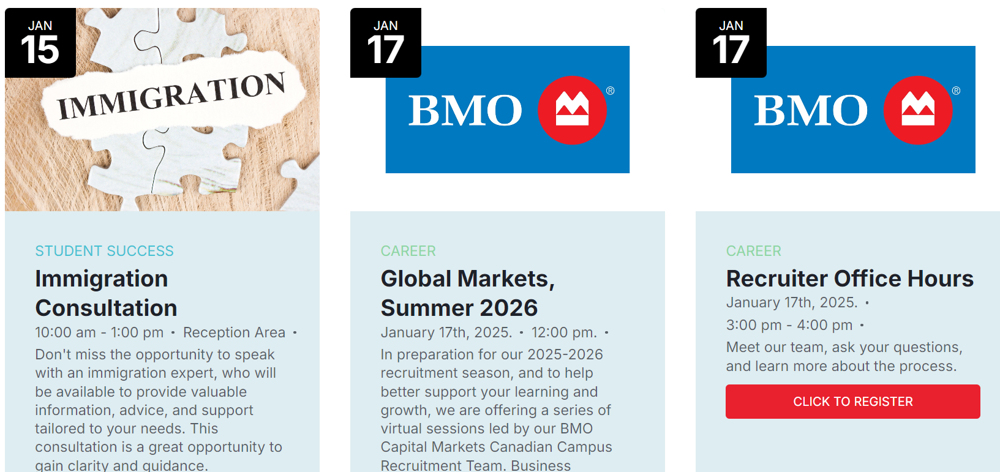 JAN
15
IMMIGRATION
STUDENT SUCCESS
Immigration
Consultation
10:00 am - 1:00 pm • Reception Area •
Don't miss the opportunity to speak
with an immigration expert, who will
be available to provide valuable
information, advice, and support
tailored to your needs. This
consultation is a great opportunity to
gain clarity and guidance.
JAN
17
BMO ®
CAREER
Global Markets,
Summer 2026
January 17th, 2025. • 12:00 pm. •
In preparation for our 2025-2026
recruitment season, and to help
better support your learning and
growth, we are offering a series of
virtual sessions led by our BMO
Capital Markets Canadian Campus
Recruitment Team. Business
JAN
17
BMO ®
CAREER
Recruiter Office Hours
January 17th, 2025. •
3:00 pm - 4:00 pm •
Meet our team, ask your questions,
and learn more about the process.
CLICK TO REGISTER